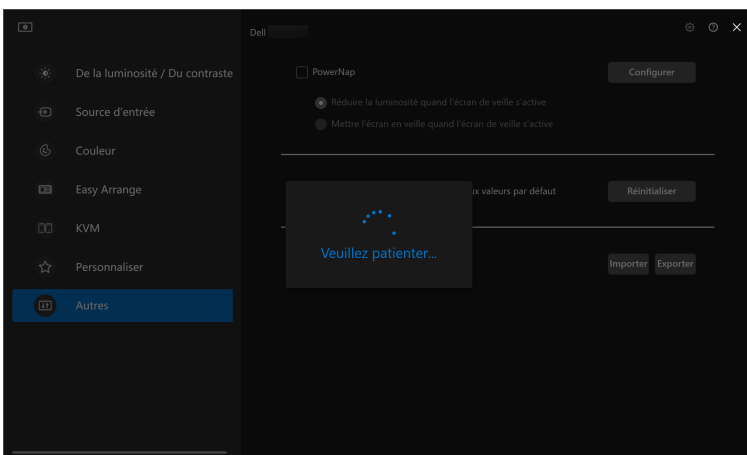 Dell
De la luminosité / Du contraste
Source d'entrée
Couleur
Easy Arrange
KVM
Personnaliser
Autres
PowerNap
Configurer
Réduire la luminosité quand l'écran de veille s'active
Mettre l'écran en veille quand l'écran de veille s'active
valeurs par défaut
Réinitialiser
Veuillez patienter...
Importer Exporter